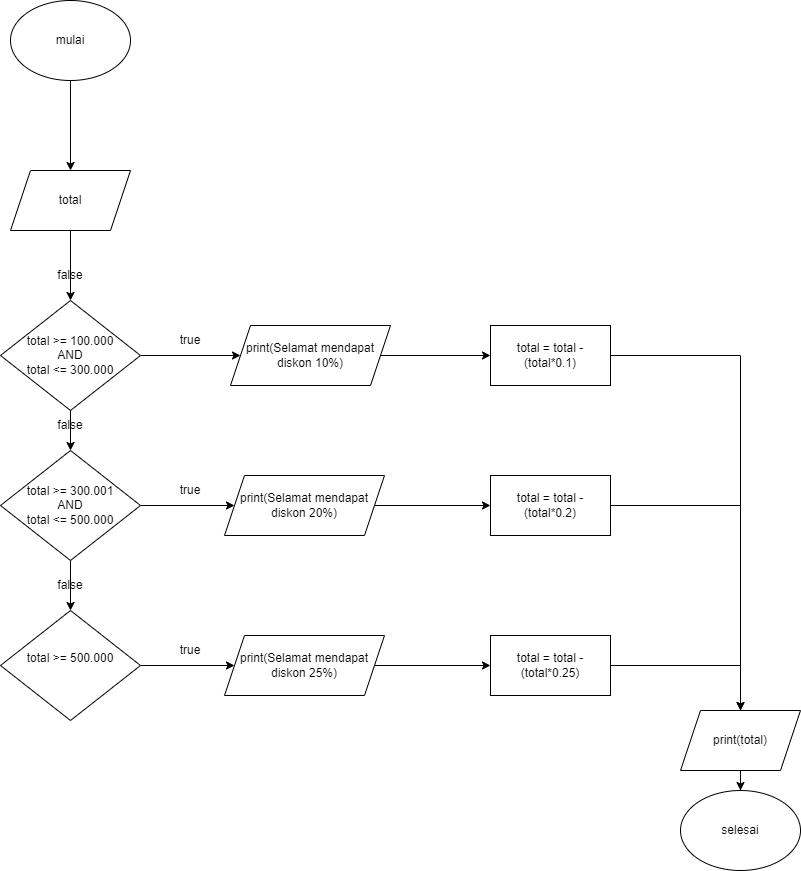 mulai
total
false
total >= 100.000
AND
total <= 300.000
true
print(Selamat mendapat
diskon 10%)
total = total -
(total*0.1)
false
total >= 300.001
AND
total <= 500.000
true
print(Selamat mendapat
diskon 20%)
total = total -
(total*0.2)
false
total >= 500.000
true
print(Selamat mendapat
diskon 25%)
total = total -
(total*0.25)
print(total)
selesai